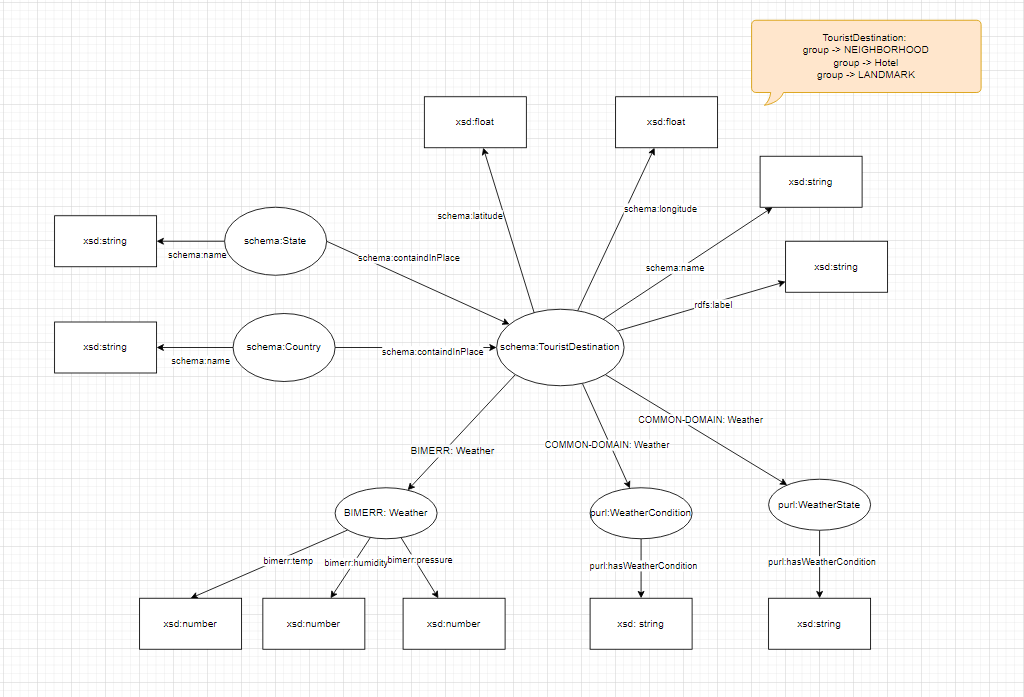 TouristDestination:
group -> NEIGHBORHOOD
group -> Hotel
group -> LANDMARK
xsd:float
xsd:float
xsd:string
schema:latitude
schema:longitude
xsd:string
schema:State
schema:name
schema:containdInPlace
schema:name
xsd:string
rdfs:label
xsd:string
schema:Country
schema:name
schema:containdInPlace
schema:TouristDestination
COMMON-DOMAIN: Weather
COMMON-DOMAIN: Weather
BIMERR: Weather
BIMERR: Weather
purl:WeatherCondition
purl:WeatherState
bimerr:temp
bimerr:humidity
bimerr:pressure
purl:hasWeatherCondition
purl:hasWeatherCondition
xsd:number
xsd:number
xsd:number
xsd: string
xsd:string